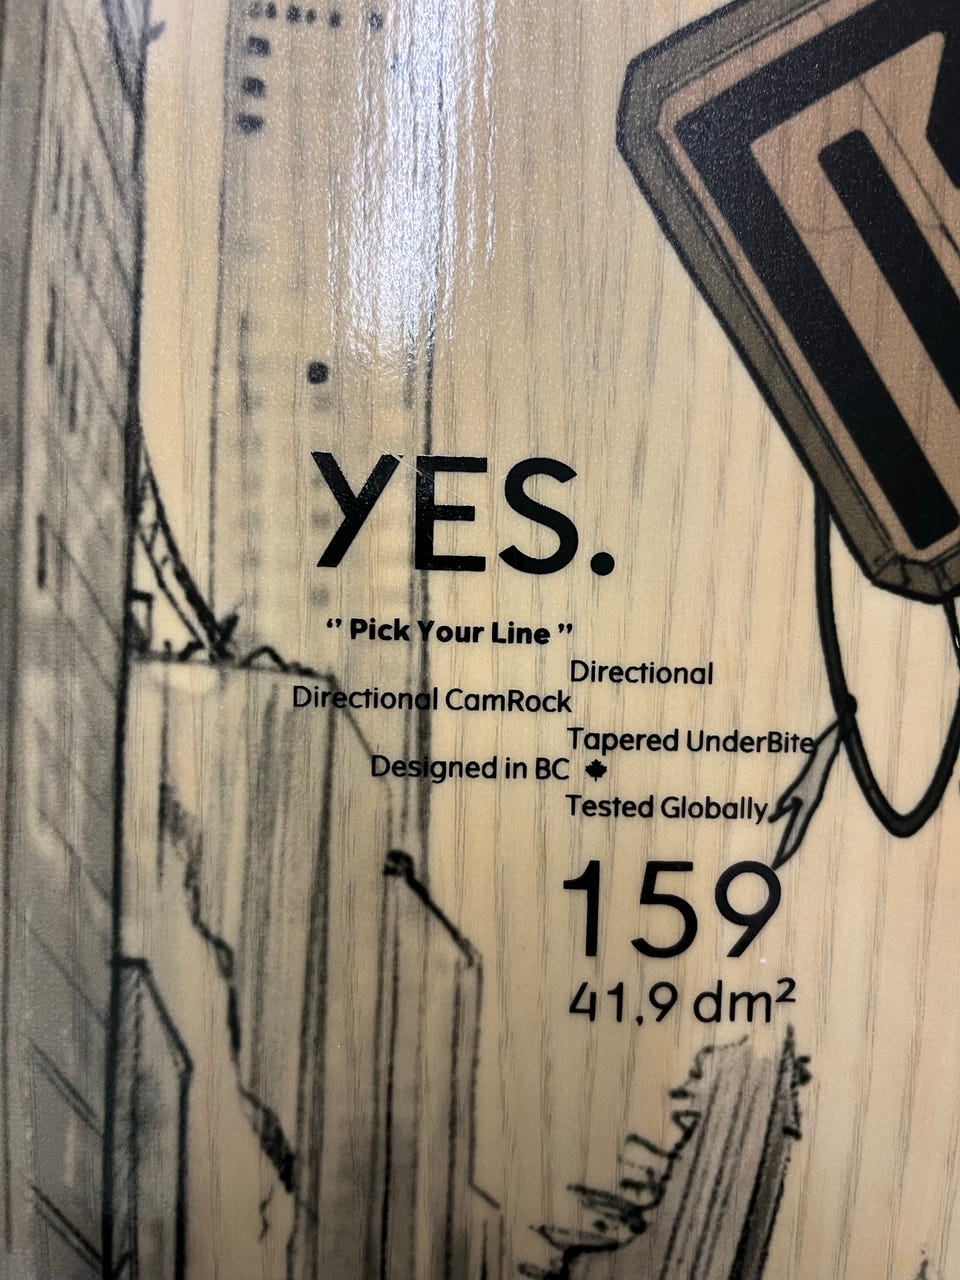 YES.
‘’ Pick Your Line ’’
Directional
Directional CamRock
Tapered UnderBite
Designed in BC
Tested Globally
159
41,9 dm²